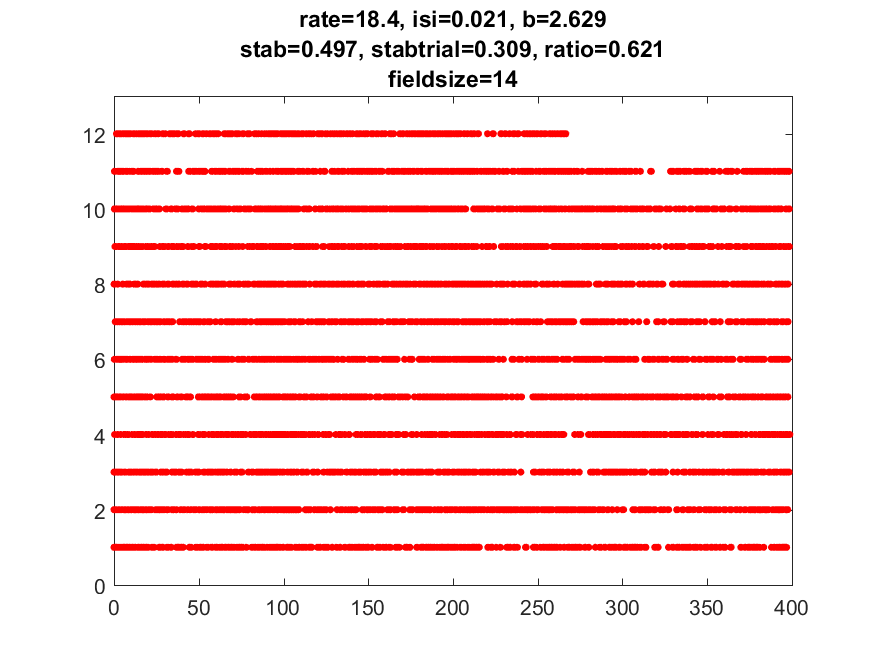 rate=18.4, isi=0.021, b=2.629
stab=0.497, stabtrial=0.309, ratio=0.621
fieldsize=14
12
10
8
6
4
2
0
0 50 100 150 200 250 300 350 400